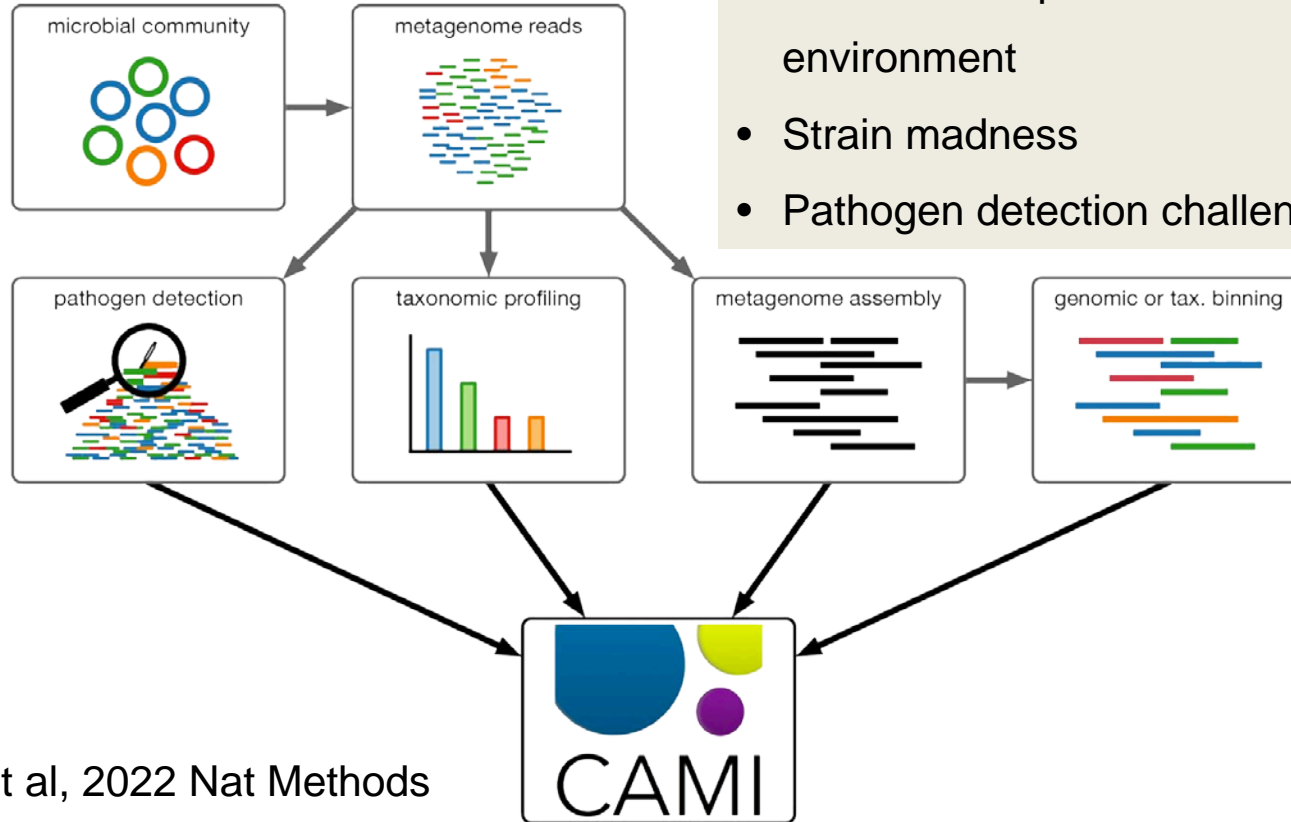 microbial community
metagenome reads
environment
• Strain madness
• Pathogen detection challen
pathogen detection
taxonomic profiling
metagenome assembly
genomic or tax. binning
t al, 2022 Nat Methods
CAMI